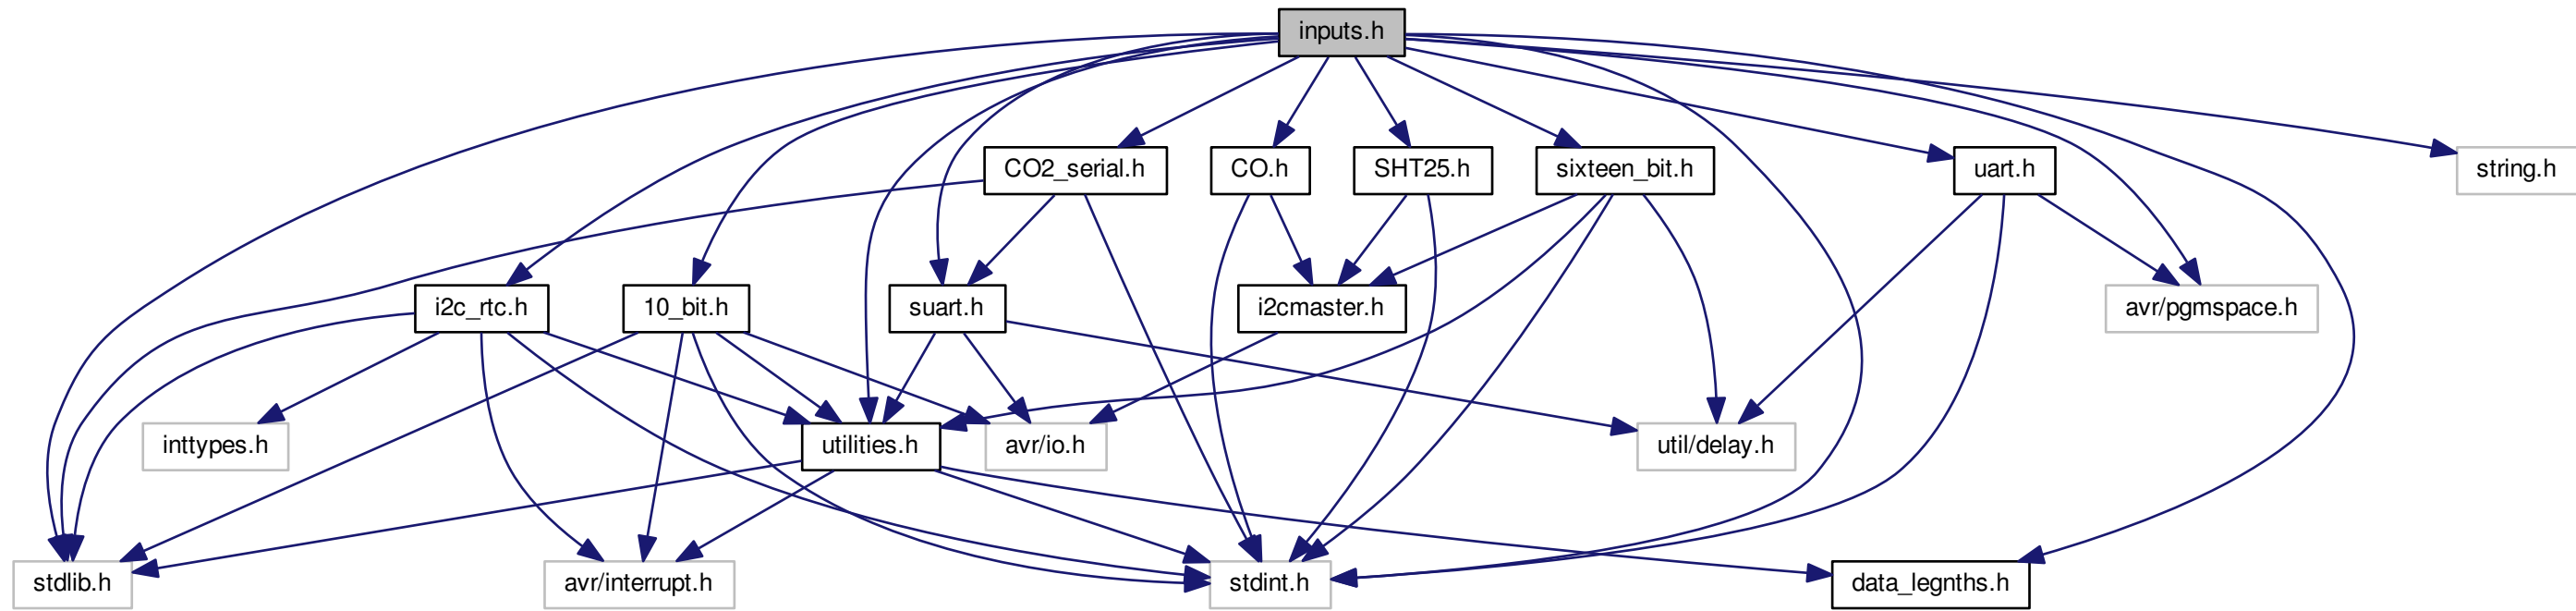 inputs.h
CO2_serial.h
CO.h
SHT25.h
sixteen_bit.h
uart.h
string.h
i2c_rtc.h
10_bit.h
suart.h
i2cmaster.h
avr/pgmspace.h
inttypes.h
utilities.h
avr/io.h
util/delay.h
stdlib.h
avr/interrupt.h
stdint.h
data_legnths.h